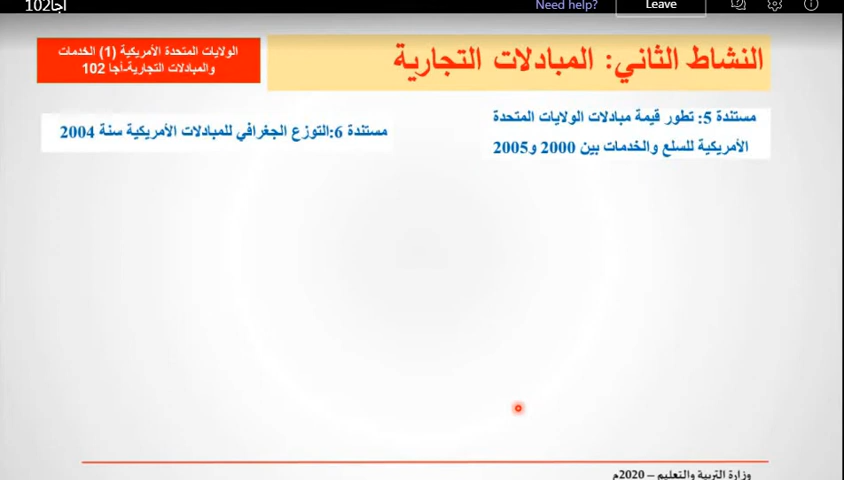 اجا102
Need help?
Leave
النشاط الثاني: المبادلات التجارية
الولايات المتحدة الأمريكية (1) الخدمات
والمبادلات التجارية-أجا 102
مستندة 5: تطور قيمة مبادلات الولايات المتحدة
الأمريكية للسلع والخدمات بين 2000 و2005
مستندة 6:التوزع الجغرافي للمبادلات الأمريكية سنة 2004
وزارة التربية والتعليم – 2020م